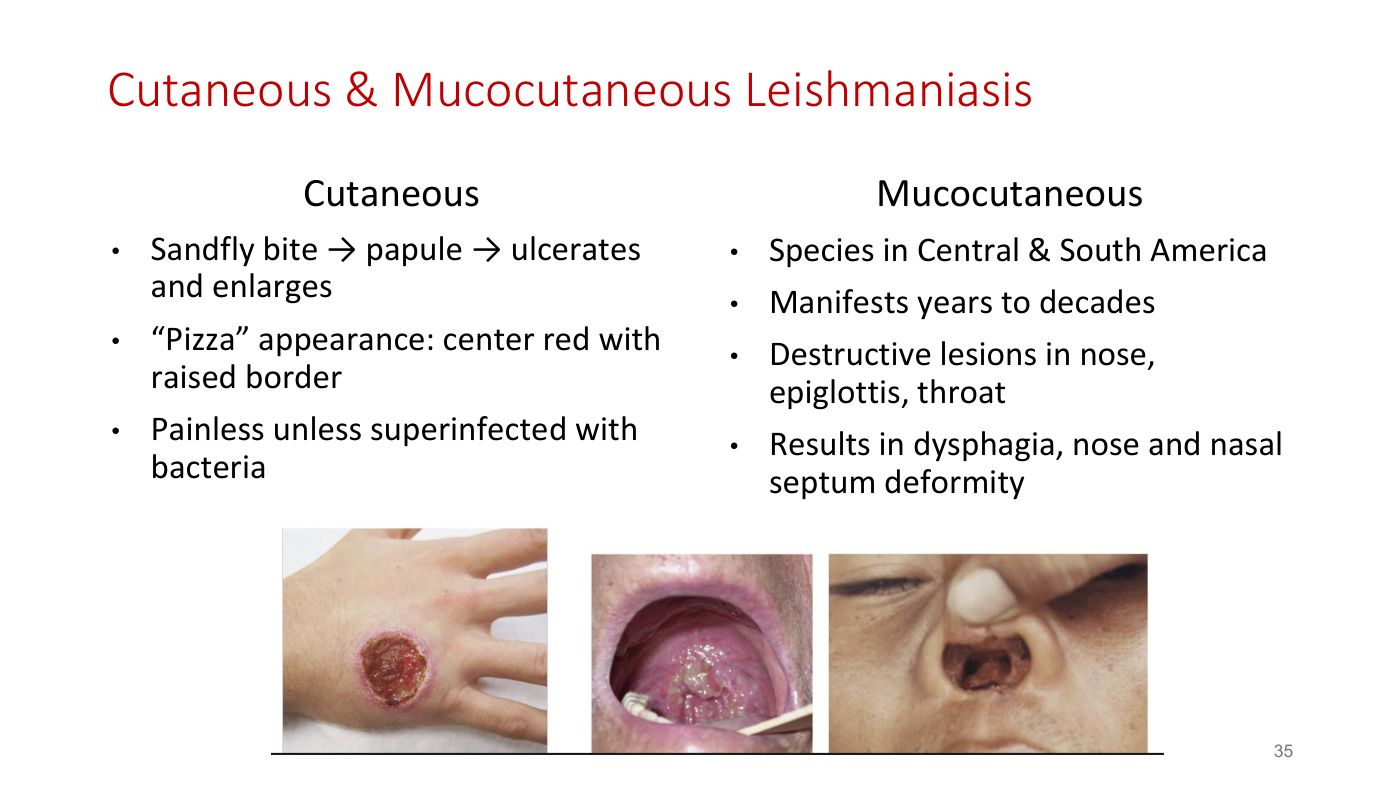 Cutaneous & Mucocutaneous Leishmaniasis
Cutaneous
• Sandfly bite → papule → ulcerates
and enlarges
• “Pizza” appearance: center red with
raised border
• Painless unless superinfected with
bacteria
Mucocutaneous
• Species in Central & South America
• Manifests years to decades
• Destructive lesions in nose,
epiglottis, throat
• Results in dysphagia, nose and nasal
septum deformity
35